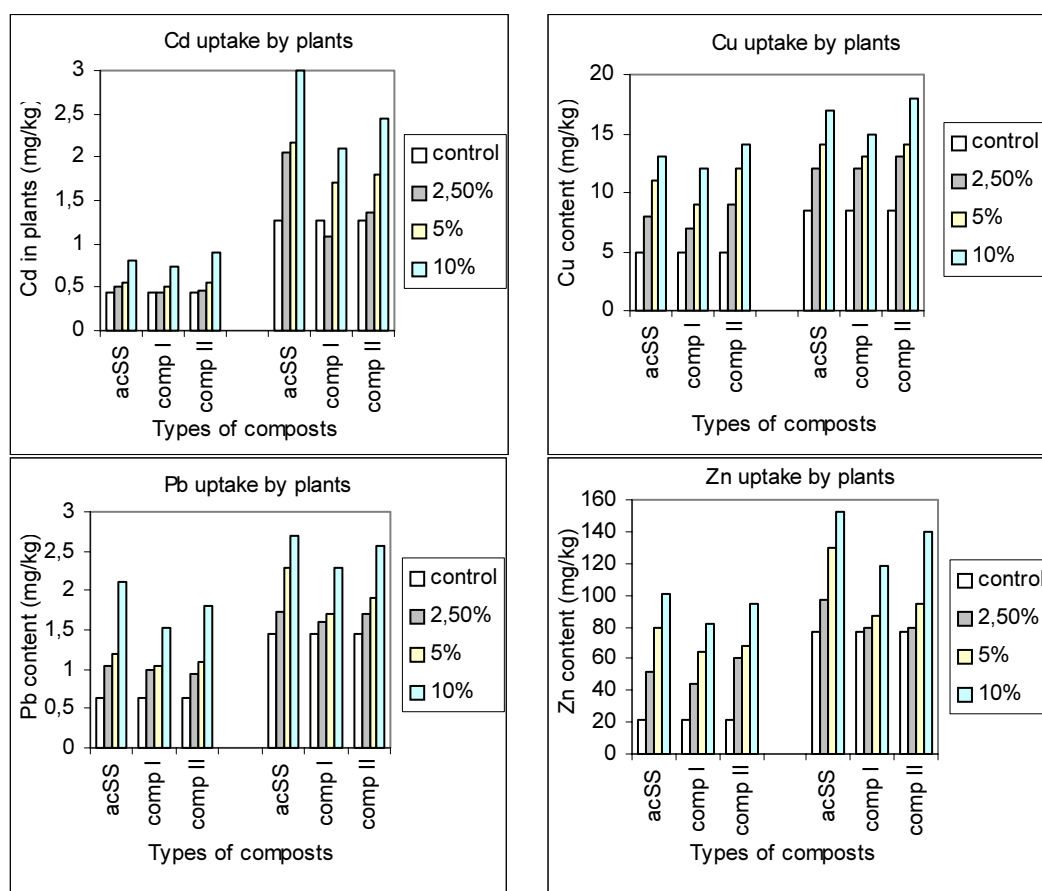 Cd uptake by plants
Cd in plants (mg/kg)
3
2,5
2
1,5
1
0,5
0
acSS
comp I
comp II
acSS
comp I
comp II
Types of composts
control
2,50%
5%
10%
Cu uptake by plants
Cu content (mg/kg)
20
15
10
5
0
acSS
comp I
comp II
acSS
comp I
comp II
Types of composts
control
2,50%
5%
10%
Pb uptake by plants
Pb content (mg/kg)
3
2,5
2
1,5
1
0,5
0
acSS
comp I
comp II
acSS
comp I
comp II
Types of composts
control
2,50%
5%
10%
Zn uptake by plants
Zn content (mg/kg)
160
140
120
100
80
60
40
20
0
acSS
comp I
comp II
acSS
comp I
comp II
Types of composts
control
2,50%
5%
10%